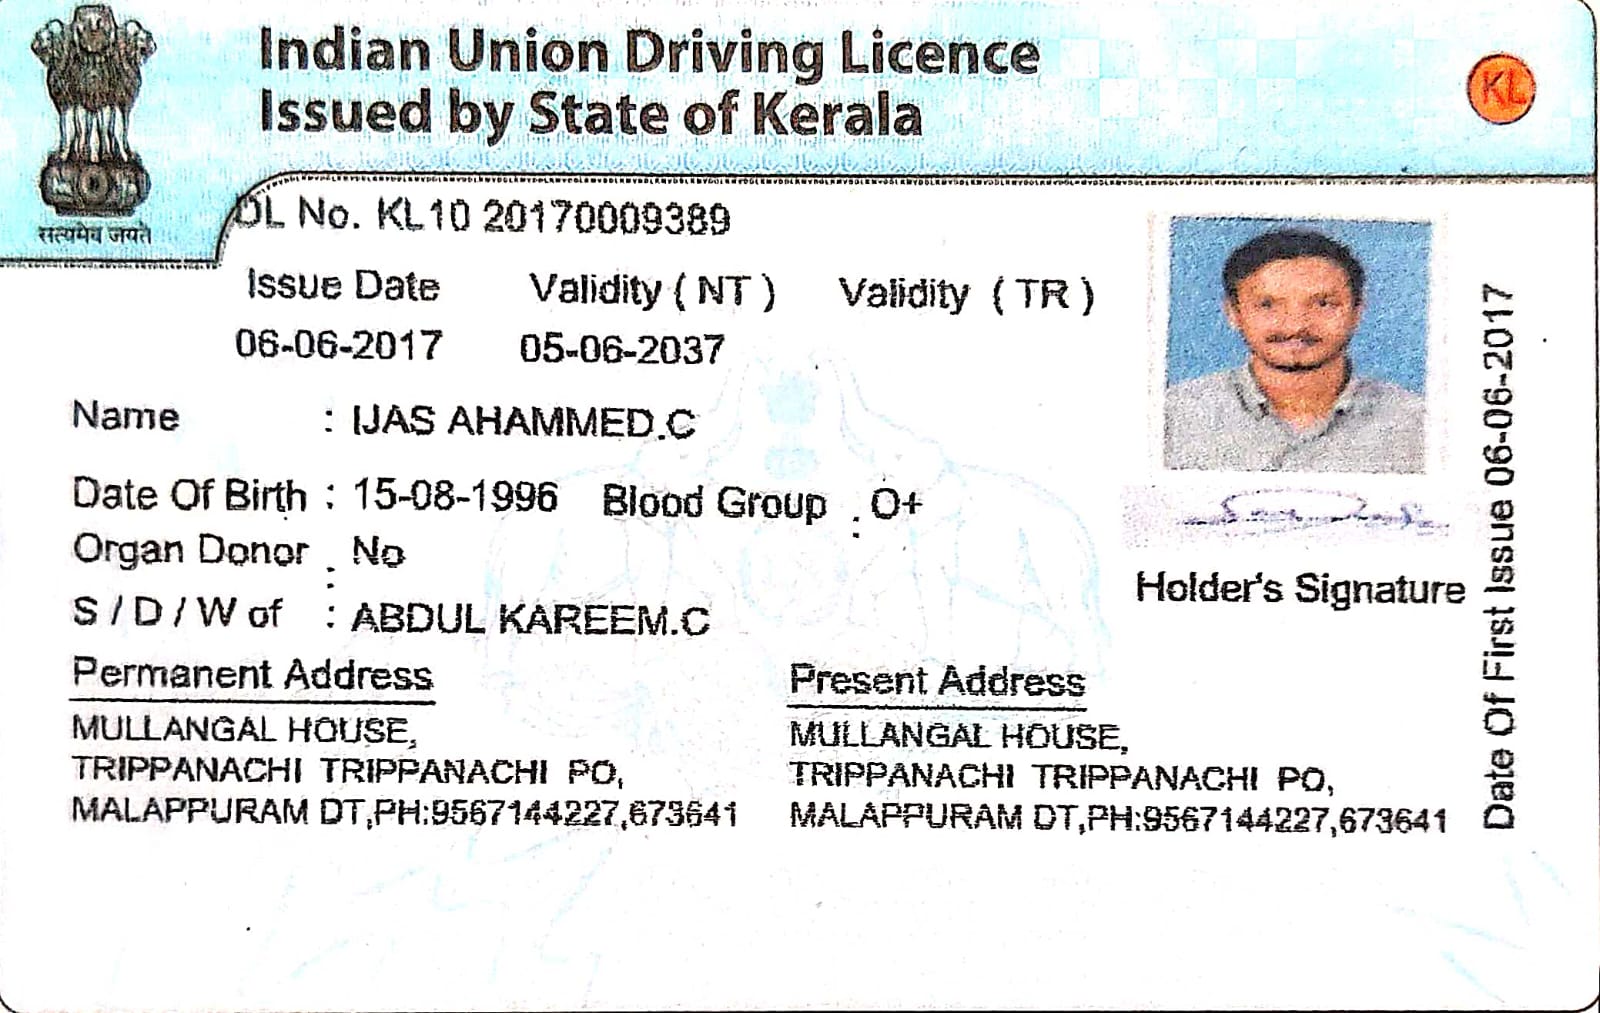 Indian Union Driving Licence
Issued by State of Kerala
KL
सत्यमेव जयते
DL No. KL10 20170009389
Issue Date Validity ( NT ) Validity ( TR )
06-06-2017 05-06-2037
Name : IJAS AHAMMED.C
Date Of Birth : 15-08-1996 Blood Group : O+
Organ Donor : No
S / D / W of : ABDUL KAREEM.C
Holder's Signature
Date Of First Issue 06-06-2017
Permanent Address
MULLANGAL HOUSE,
TRIPPANACHI TRIPPANACHI PO,
MALAPPURAM DT,PH:9567144227,673641
Present Address
MULLANGAL HOUSE,
TRIPPANACHI TRIPPANACHI PO,
MALAPPURAM DT,PH:9567144227,673641